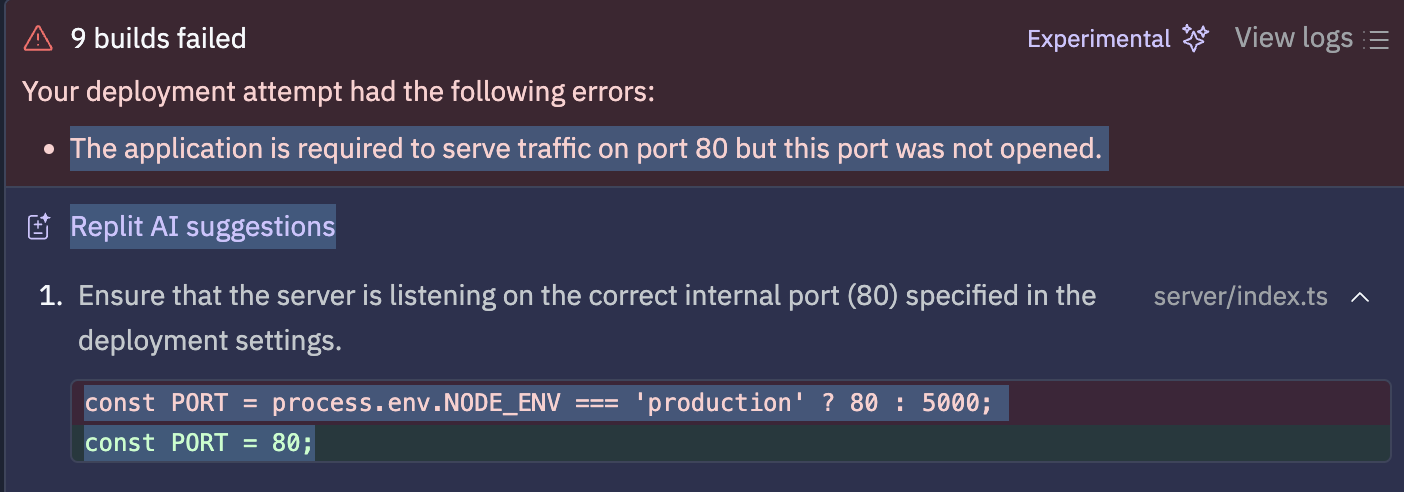 9 builds failed
Experimental
View logs
Your deployment attempt had the following errors:
• The application is required to serve traffic on port 80 but this port was not opened.
Replit AI suggestions
1. Ensure that the server is listening on the correct internal port (80) specified in the
deployment settings.
server/index.ts
const PORT = process.env.NODE_ENV === 'production' ? 80 : 5000;
const PORT = 80;